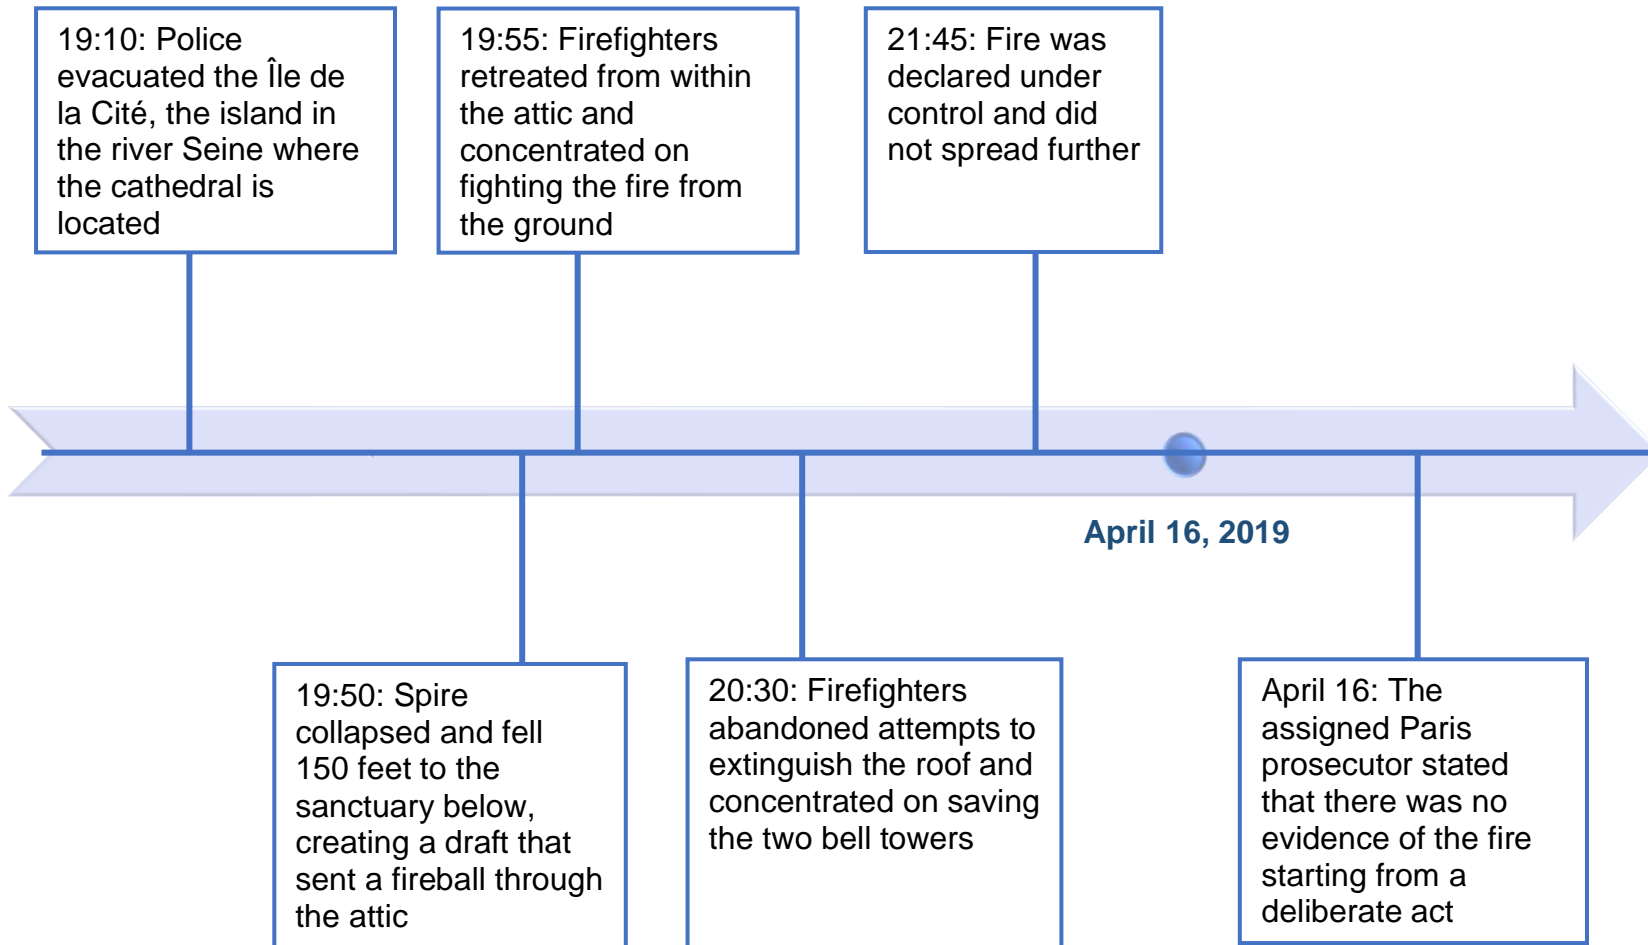 19:10: Police
evacuated the Île de
la Cité, the island in
the river Seine where
the cathedral is
located
19:55: Firefighters
retreated from within
the attic and
concentrated on
fighting the fire from
the ground
21:45: Fire was
declared under
control and did
not spread further
April 16, 2019
19:50: Spire
collapsed and fell
150 feet to the
sanctuary below,
creating a draft that
sent a fireball through
the attic
20:30: Firefighters
abandoned attempts to
extinguish the roof and
concentrated on saving
the two bell towers
April 16: The
assigned Paris
prosecutor stated
that there was no
evidence of the fire
starting from a
deliberate act